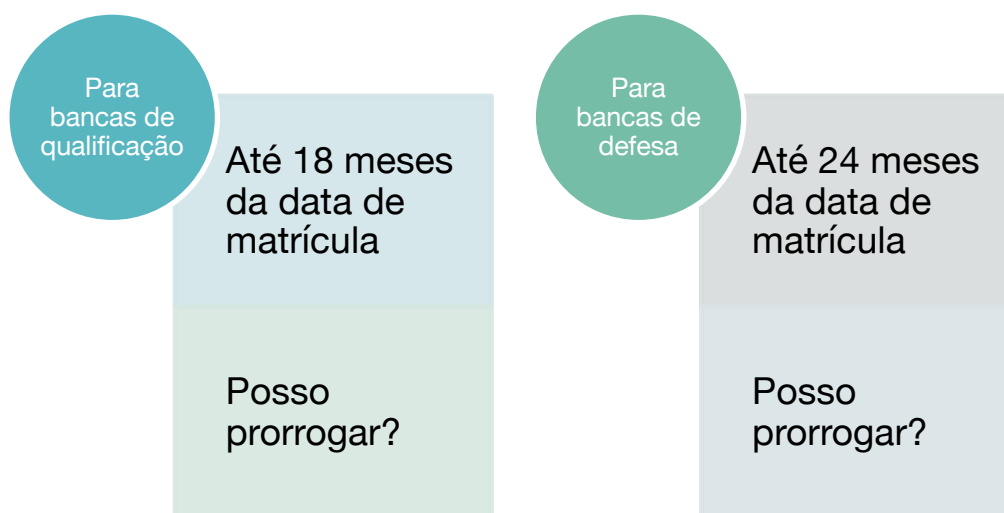 Para
bancas de
qualificação
Até 18 meses
da data de
matrícula
Posso
prorrogar?
Para
bancas de
defesa
Até 24 meses
da data de
matrícula
Posso
prorrogar?